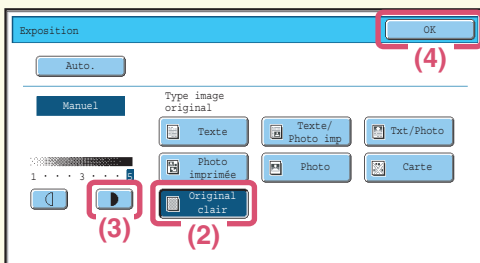 Exposition
OK
(4)
Auto.
Manuel
Type image
original
Texte
Texte/
Photo imp
Txt/Photo
Photo
imprimée
Photo
Carte
1 · · · 3 · · · 5
Original
clair
(3)
(2)